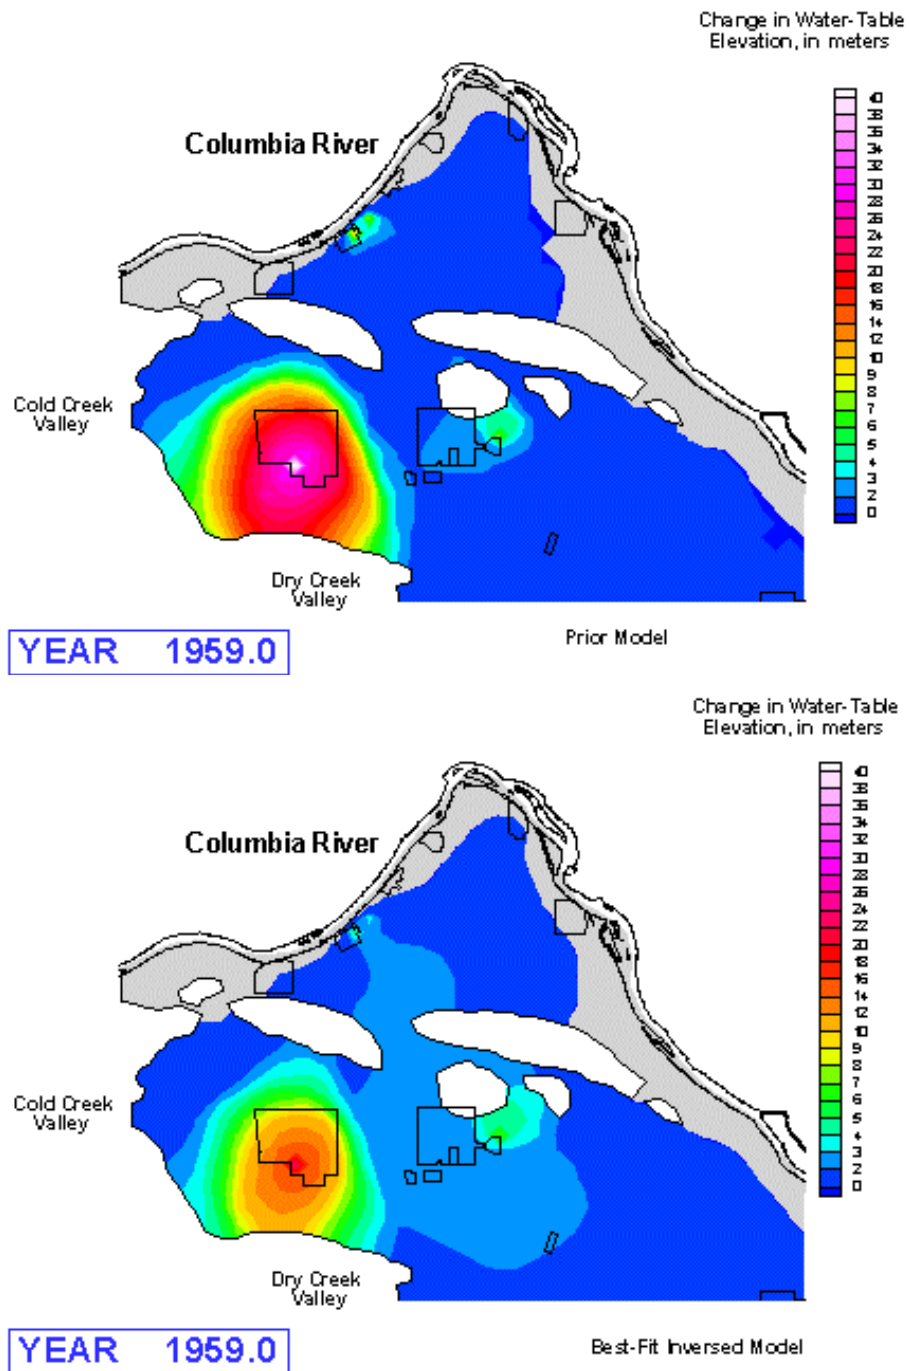 Change in Water-Table
Elevation, in meters
Columbia River
40
38
36
34
32
30
28
26
24
22
20
18
16
14
12
10
9
8
7
6
5
4
3
2
0
Cold Creek
Valley
Dry Creek
Valley
Prior Model
YEAR 1959.0
Change in Water-Table
Elevation, in meters
Columbia River
40
38
36
34
32
30
28
26
24
22
20
18
16
14
12
10
9
8
7
6
5
4
3
2
0
Cold Creek
Valley
Dry Creek
Valley
YEAR 1959.0
Best-Fit Inversed Model